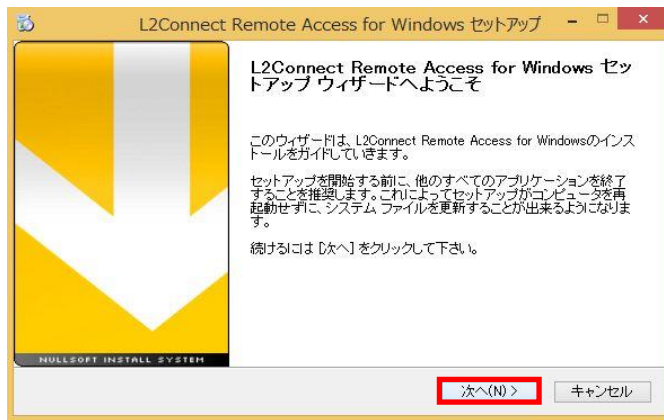 L2Connect Remote Access for Windows セットアップ
L2Connect Remote Access for Windows セッ
トアップ ウィザードへようこそ
このウィザードは、L2Connect Remote Access for Windowsのインス
トールをガイドしていきます。
セットアップを開始する前に、他のすべてのアプリケーションを終了
することを推奨します。これによってセットアップがコンピュータを再
起動せずに、システム ファイルを更新することが出来るようになりま
す。
続けるには [次へ] をクリックして下さい。
NULLSOFT INSTALL SYSTEM
次へ(N) >
キャンセル